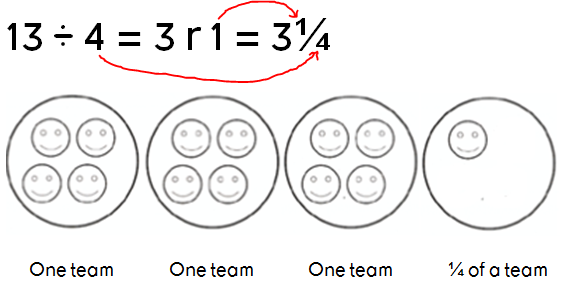 13 ÷ 4 = 3 r 1 = 3¼
One team One team One team ¼ of a team